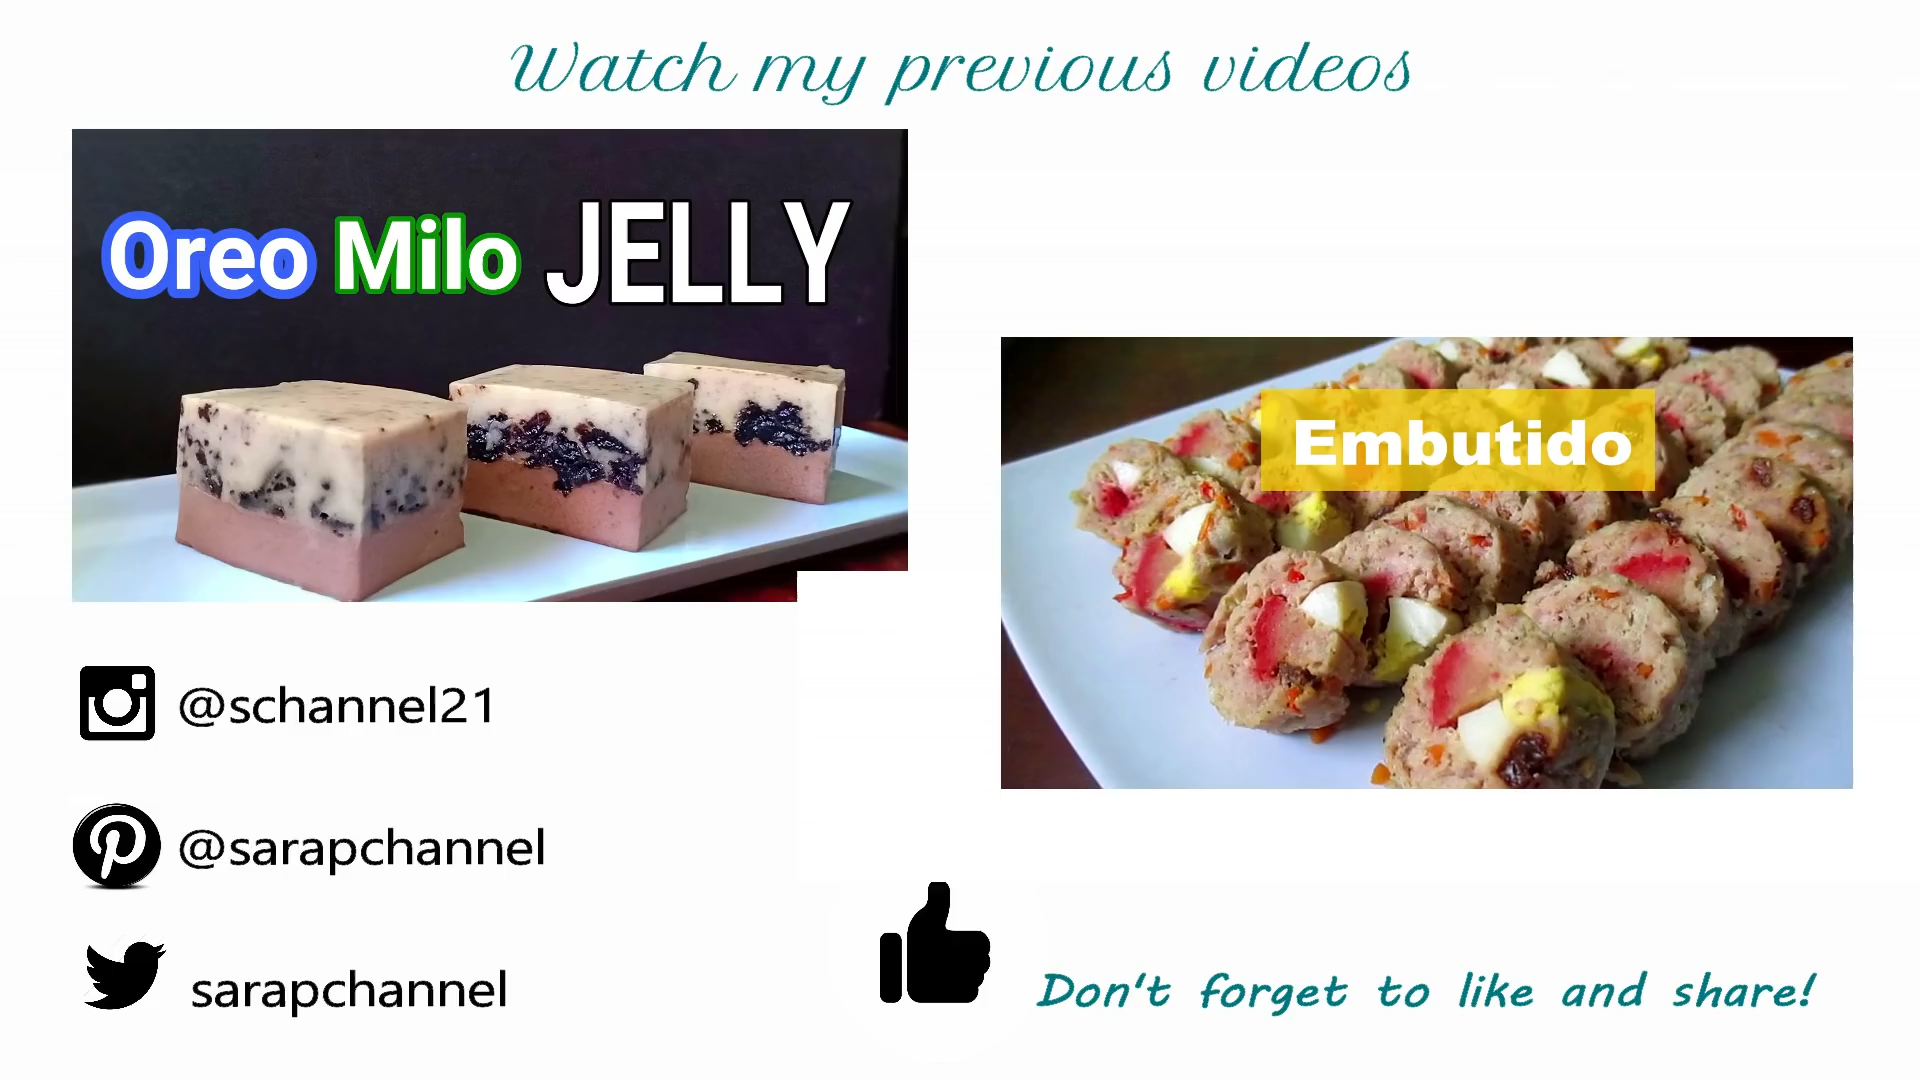 Watch my previous videos
Oreo Milo JELLY
Embutido
@schannel21
@sarapchannel
sarapchannel
Don't forget to like and share!